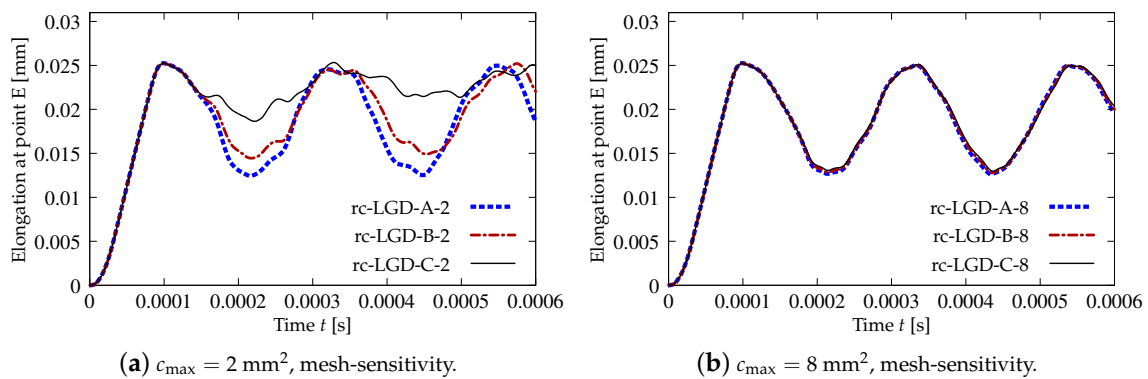 Elongation at point E [mm]
0.03
0.025
0.02
0.015
0.01
0.005
0
0 0.0001 0.0002 0.0003 0.0004 0.0005 0.0006
Time t [s]
rc-LGD-A-2
rc-LGD-B-2
rc-LGD-C-2
(a) c_max = 2 mm², mesh-sensitivity.
Elongation at point E [mm]
0.03
0.025
0.02
0.015
0.01
0.005
0
0 0.0001 0.0002 0.0003 0.0004 0.0005 0.0006
Time t [s]
rc-LGD-A-8
rc-LGD-B-8
rc-LGD-C-8
(b) c_max = 8 mm², mesh-sensitivity.